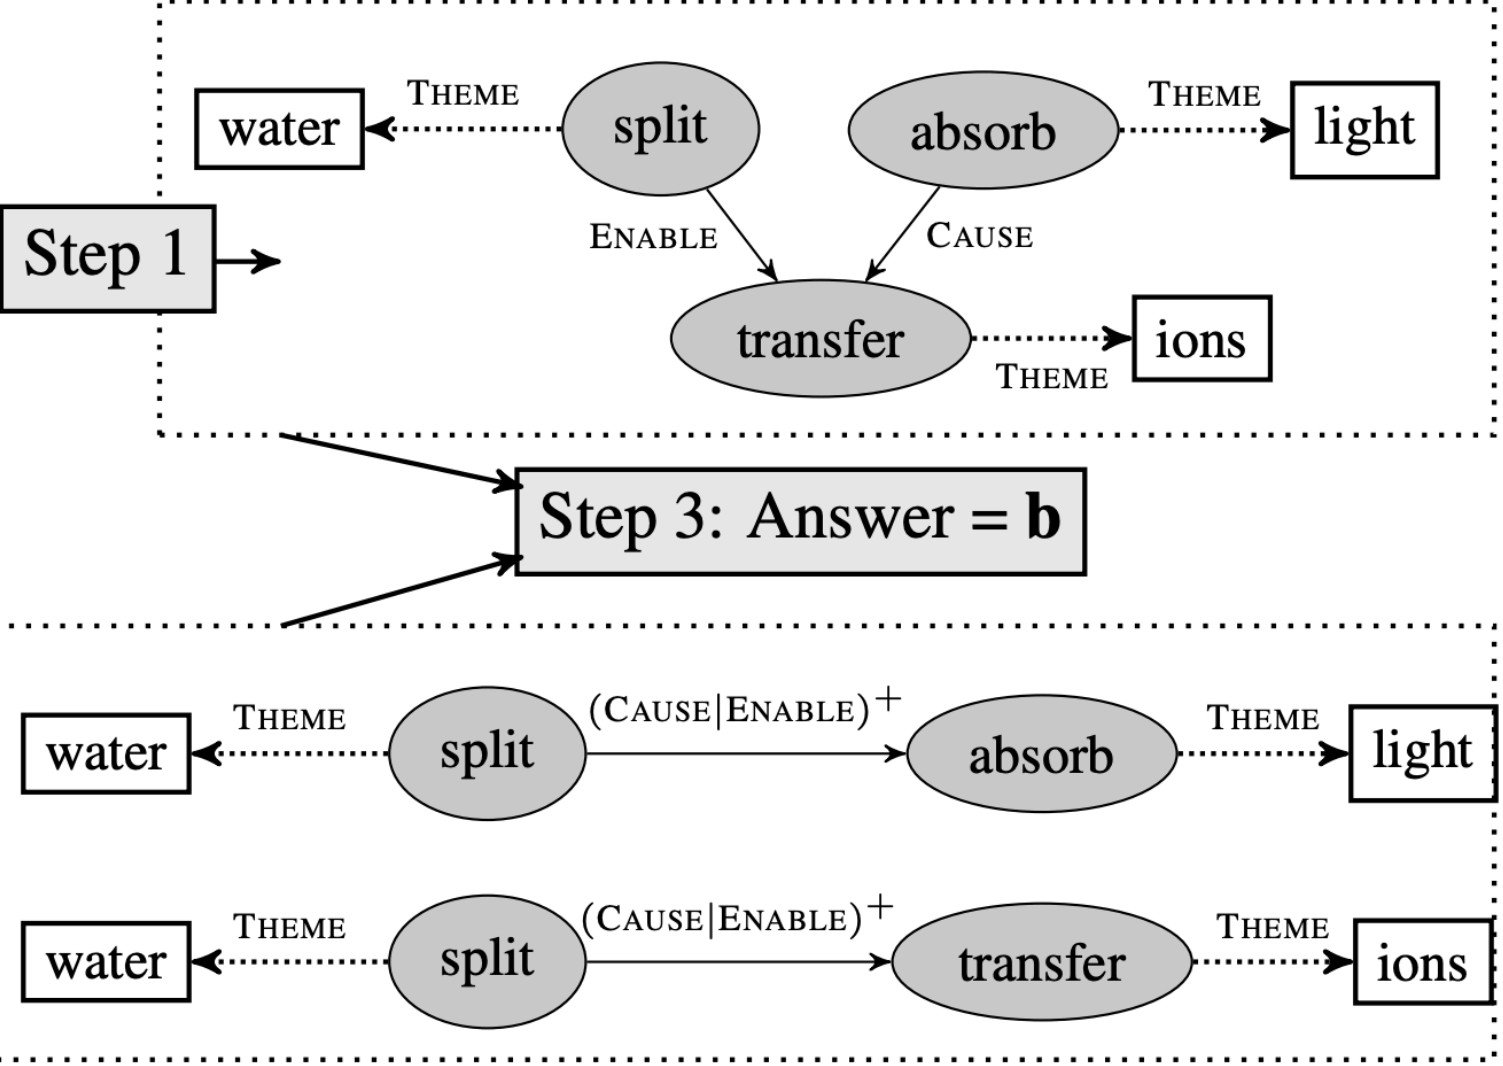 THEME
THEME
water
split
absorb
light
ENABLE
CAUSE
Step 1
transfer
ions
THEME
Step 3: Answer = b
THEME
(CAUSE|ENABLE)+
THEME
water
split
absorb
light
THEME
(CAUSE|ENABLE)+
THEME
water
split
transfer
ions